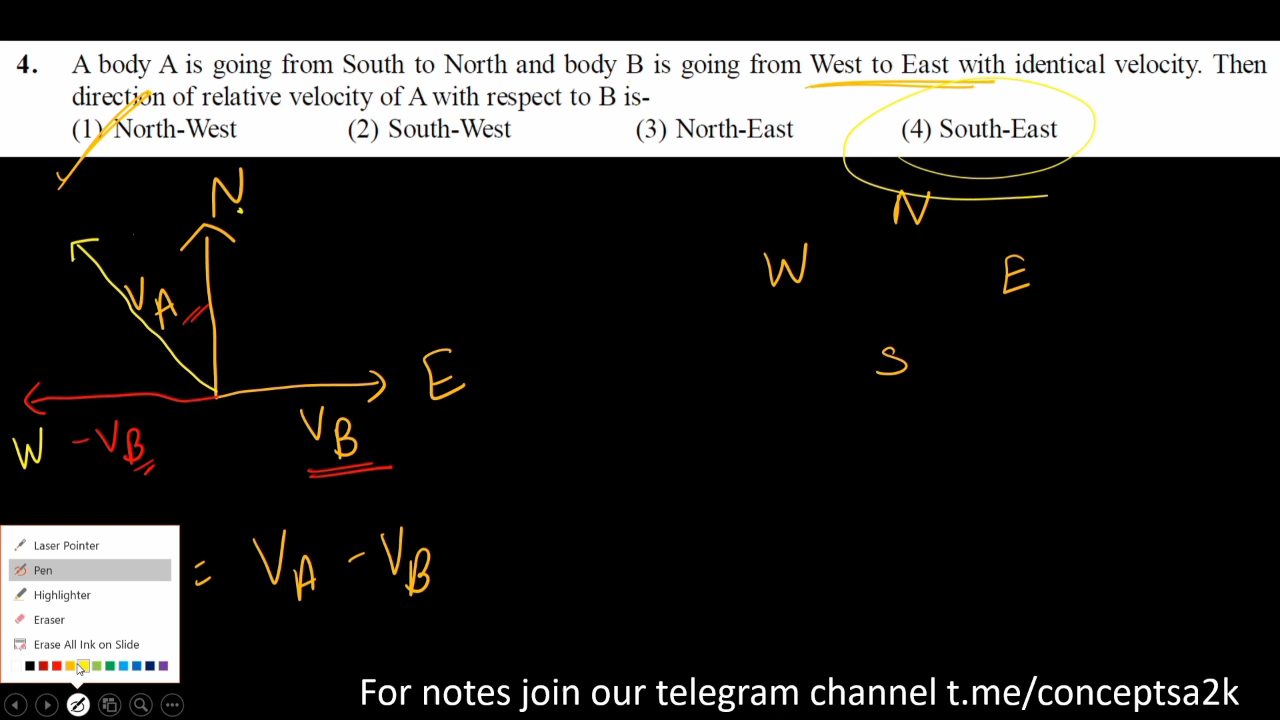 4. A body A is going from South to North and body B is going from West to East with identical velocity. Then
direction of relative velocity of A with respect to B is-
(1) North-West (2) South-West (3) North-East (4) South-East
N
N
W
E
VA
S
E
W
-VB
VB
= VA - VB
Laser Pointer
Pen
Highlighter
Eraser
Erase All Ink on Slide
For notes join our telegram channel t.me/conceptsa2k